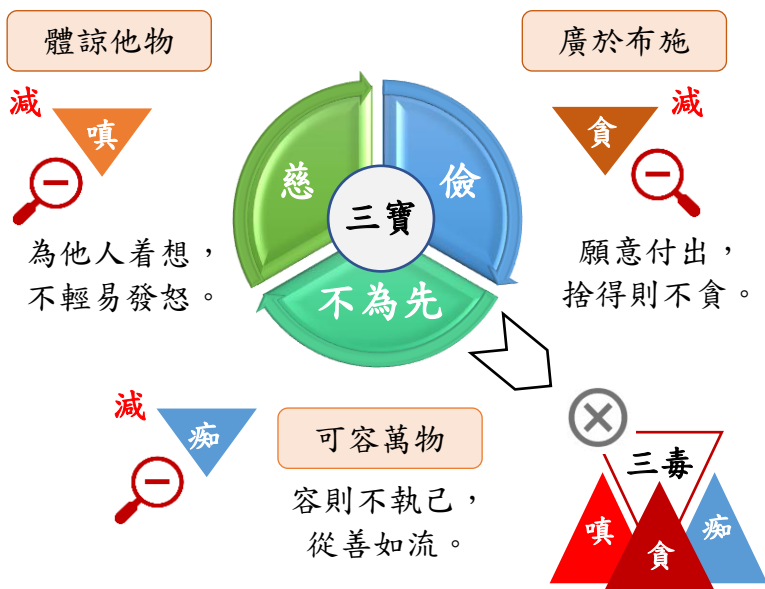 體諒他物
廣於布施
減
嗔
貪
減
慈
儉
三寶
不為先
為他人着想，
不輕易發怒。
願意付出，
捨得則不貪。
減
痴
可容萬物
容則不執己，
從善如流。
三毒
嗔
貪
痴